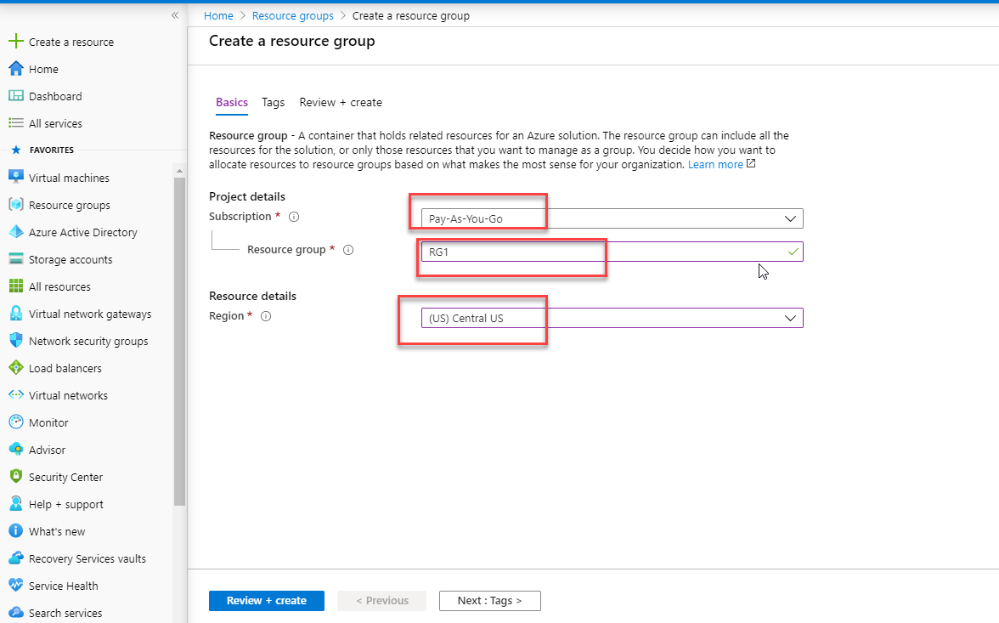 «
Home > Resource groups > Create a resource group
Create a resource group
Create a resource
Home
Dashboard
All services
FAVORITES
Virtual machines
Resource groups
Azure Active Directory
Storage accounts
All resources
Virtual network gateways
Network security groups
Load balancers
Virtual networks
Monitor
Advisor
Security Center
Help + support
What's new
Recovery Services vaults
Service Health
Search services
Basics Tags Review + create
Resource group - A container that holds related resources for an Azure solution. The resource group can include all the
resources for the solution, or only those resources that you want to manage as a group. You decide how you want to
allocate resources to resource groups based on what makes the most sense for your organization. Learn more
Project details
Subscription * Pay-As-You-Go
Resource group * RG1
Resource details
Region * (US) Central US
Review + create < Previous Next : Tags >